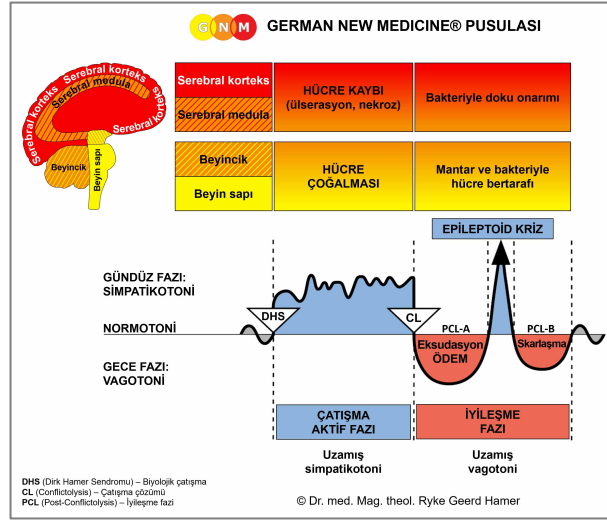 GNM
GERMAN NEW MEDICINE® PUSULASI
Serebral korteks
Serebral medula
Serebral korteks
Serebral korteks
Beyincik
Beyin sapı
Serebral korteks
Serebral medula
HÜCRE KAYBI
(ülserasyon, nekroz)
Bakteriyle doku onarımı
Beyincik
Beyin sapı
HÜCRE
ÇOĞALMASI
Mantar ve bakteriyle
hücre bertarafı
EPİLEPTOİD KRİZ
GÜNDÜZ FAZI:
SİMPATİKOTONİ
DHS
CL
NORMOTONİ
PCL-A
PCL-B
Eksudasyon
ÖDEM
Skarlaşma
GECE FAZI:
VAGOTONİ
ÇATIŞMA
AKTİF FAZI
İYİLEŞME
FAZI
Uzamış
simpatikotoni
Uzamış
vagotoni
DHS (Dirk Hamer Sendromu) – Biyolojik çatışma
CL (Conflictolysis) – Çatışma çözümü
PCL (Post-Conflictolysis) – İyileşme fazi
© Dr. med. Mag. theol. Ryke Geerd Hamer